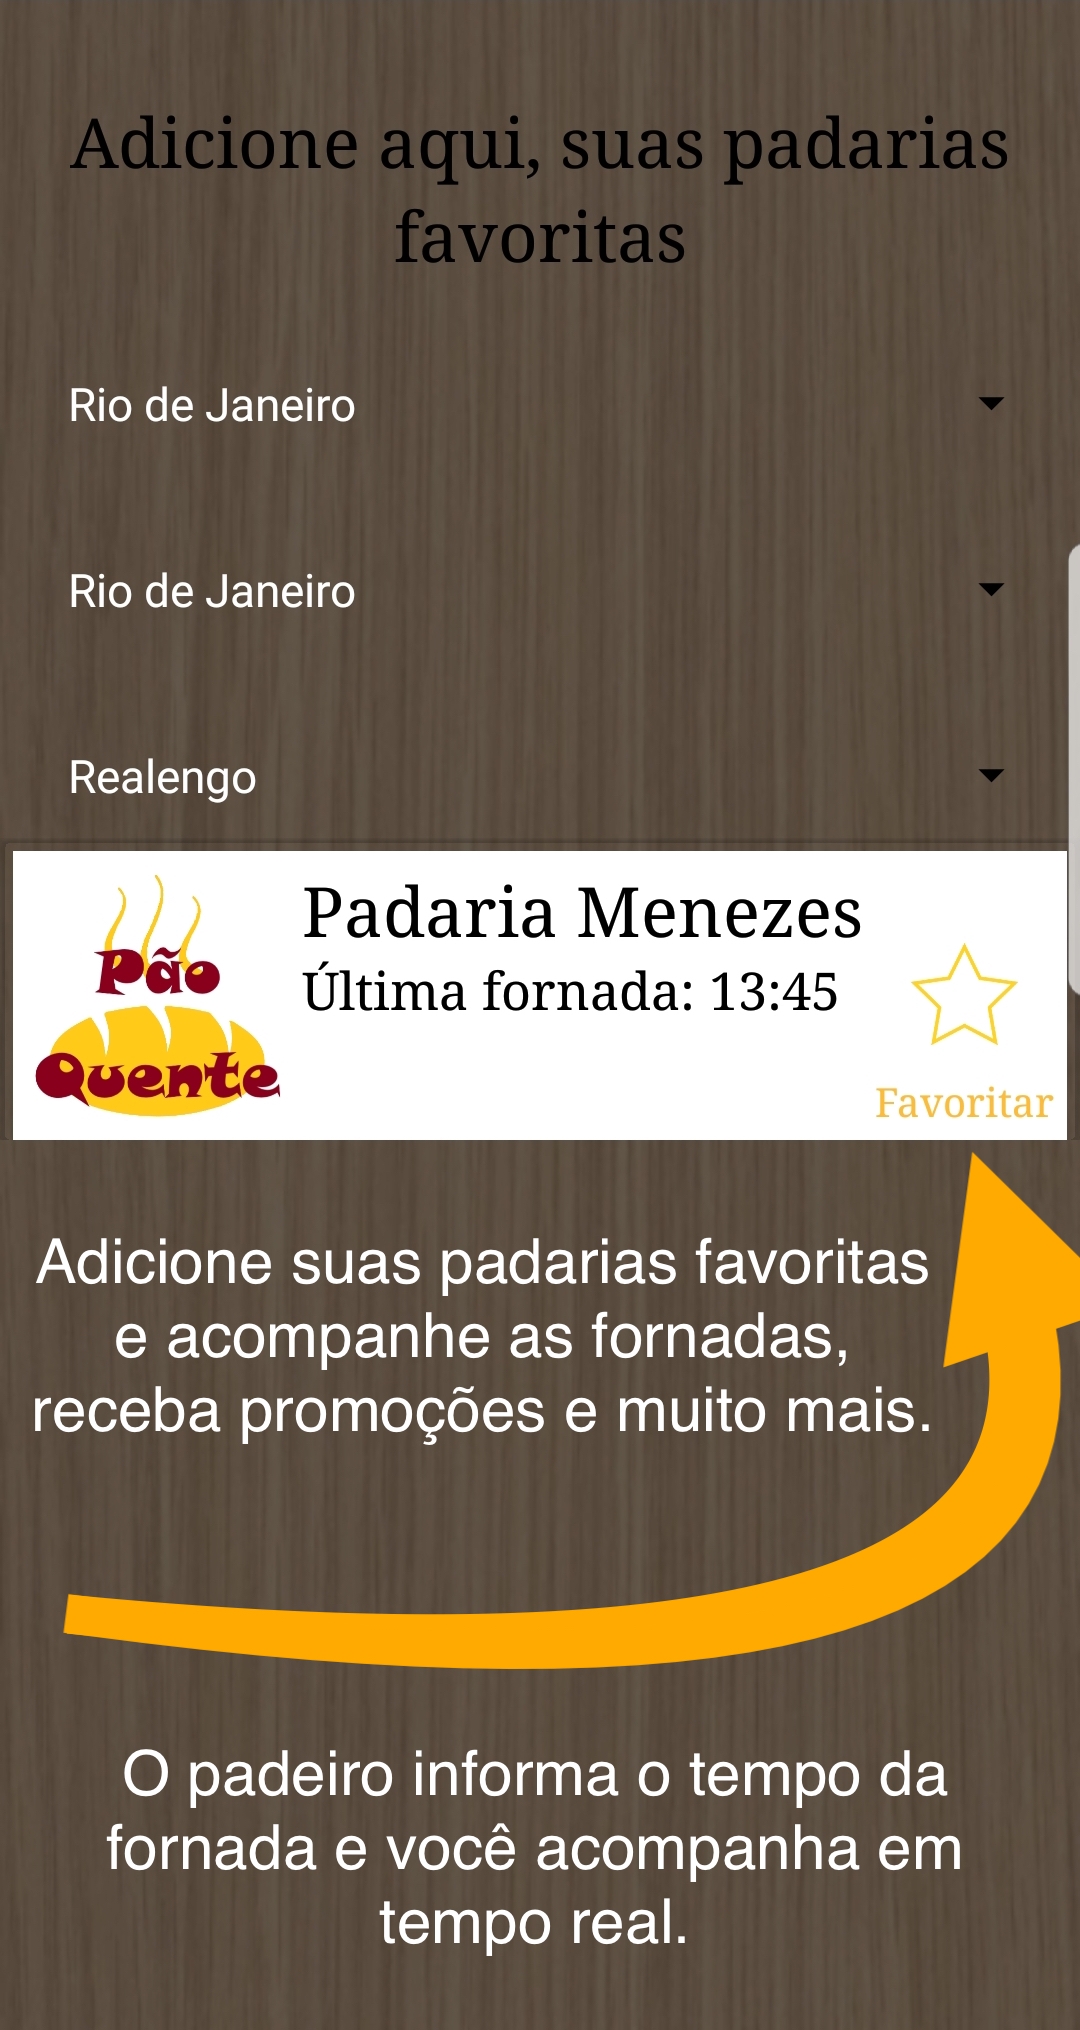 Adicione aqui, suas padarias
favoritas
Rio de Janeiro
Rio de Janeiro
Realengo
Pão
Quente
Padaria Menezes
Última fornada: 13:45
Favoritar
Adicione suas padarias favoritas
e acompanhe as fornadas,
receba promoções e muito mais.
O padeiro informa o tempo da
fornada e você acompanha em
tempo real.